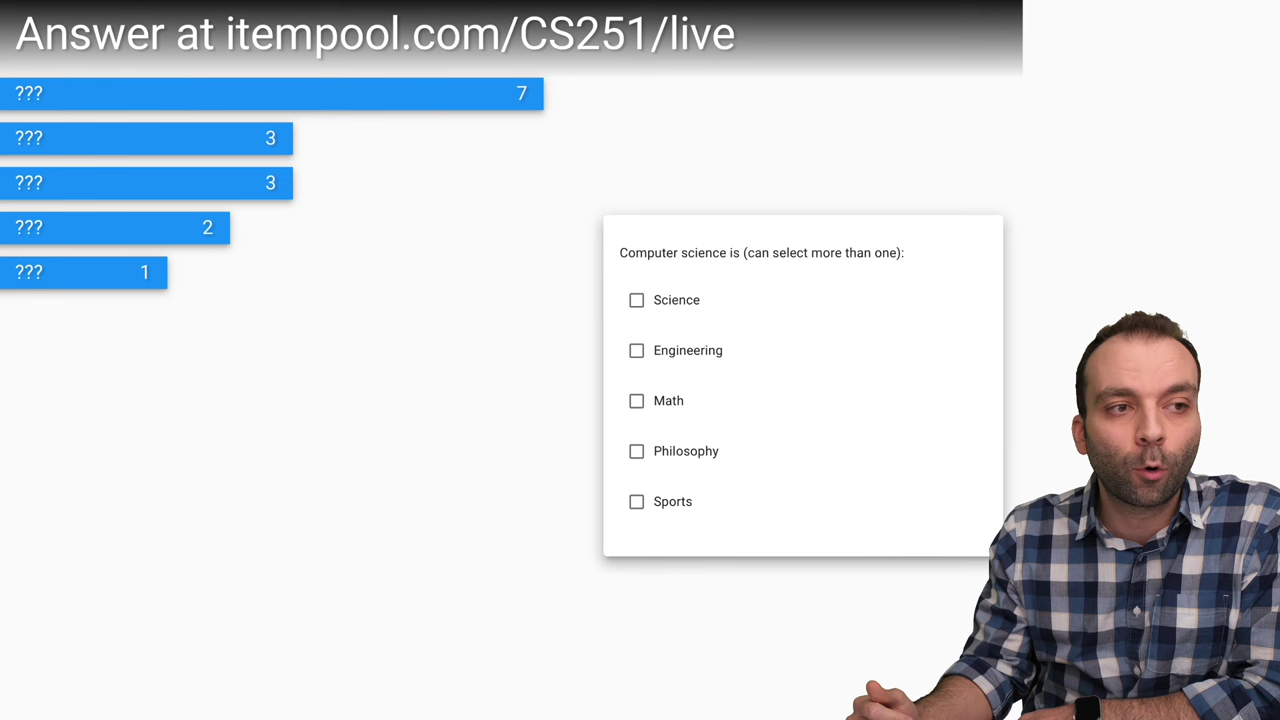 Answer at itempool.com/CS251/live
??? 7
??? 3
??? 3
??? 2
??? 1
Computer science is (can select more than one):
Science
Engineering
Math
Philosophy
Sports